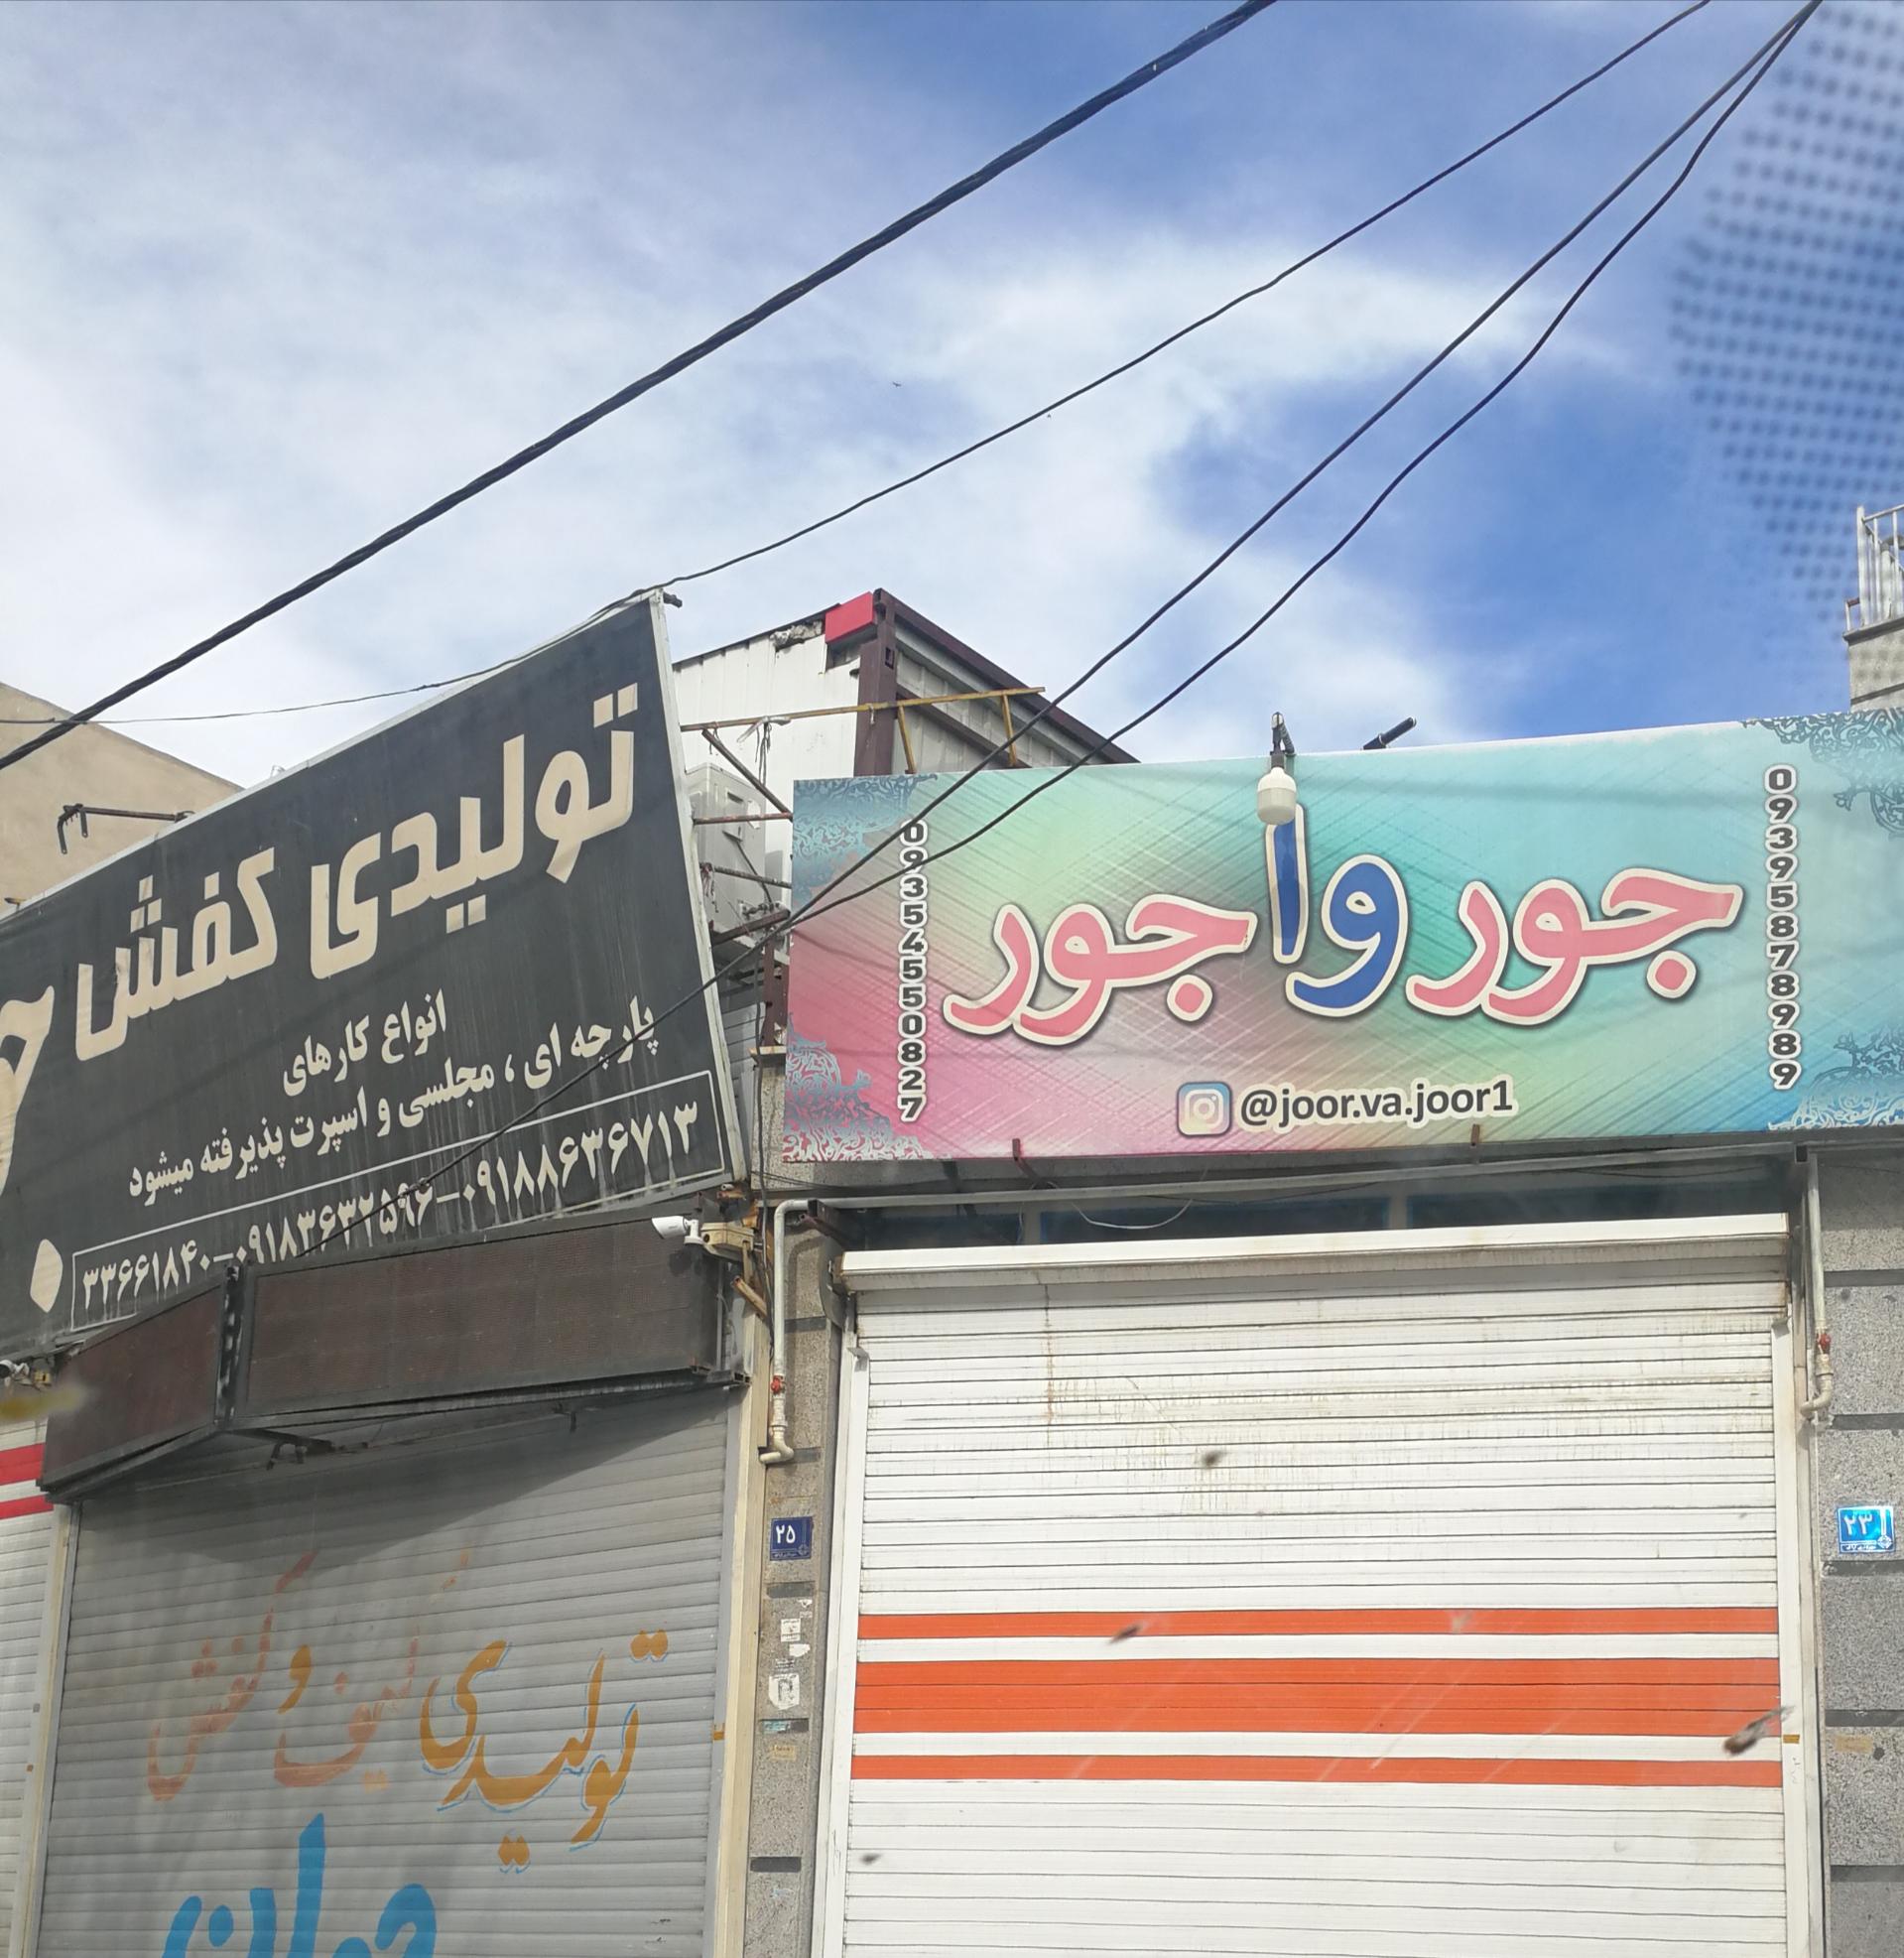 تولیدی کفش
انواع کارهای
پارچه ای ، مجلسی و اسپرت پذیرفته میشود
۳۳۶۶۱۸۴۰-۰۹۱۸۳۶۳۲۵۹۶-۰۹۱۸۸۶۳۶۷۱۳
09395878989
جور وا جور
09354550827
@joor.va.joor1
۲۵
۲۳
تولیدی کیف و کفش